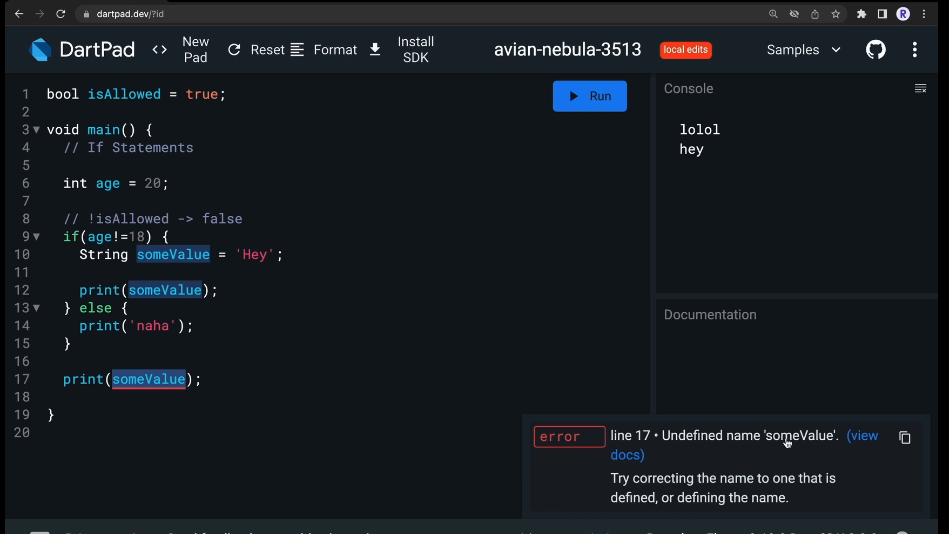 dartpad.dev/?id
R
DartPad
<> New Pad
Reset
Format
Install SDK
avian-nebula-3513
local edits
Samples
1 bool isAllowed = true;
2
3 void main() {
4 // If Statements
5
6 int age = 20;
7
8 // !isAllowed -> false
9 if(age!=18) {
10 String someValue = 'Hey';
11
12 print(someValue);
13 } else {
14 print('naha');
15 }
16
17 print(someValue);
18
19 }
20
Run
Console
lolol
hey
Documentation
error
line 17 • Undefined name 'someValue'. (view
docs)
Try correcting the name to one that is
defined, or defining the name.